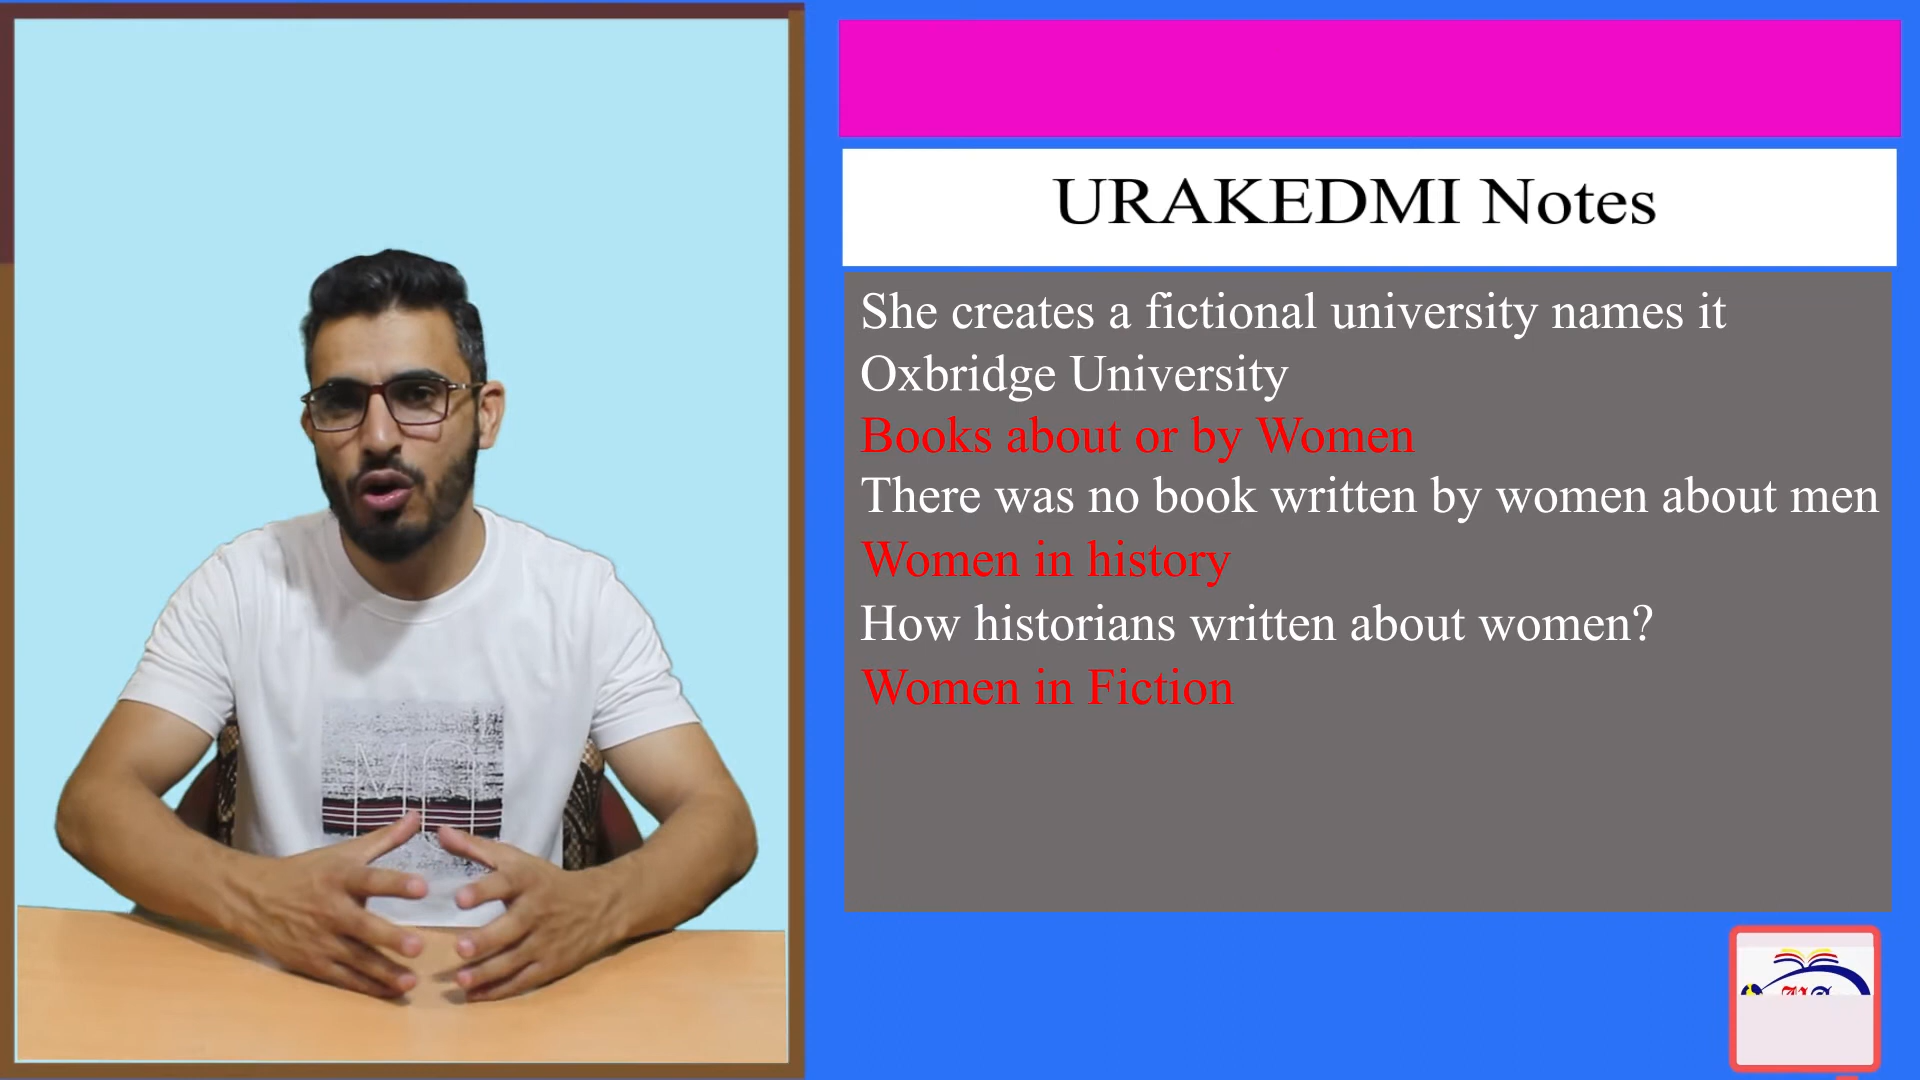 URAKEDMI Notes
She creates a fictional university names it
Oxbridge University
Books about or by Women
There was no book written by women about men
Women in history
How historians written about women?
Women in Fiction